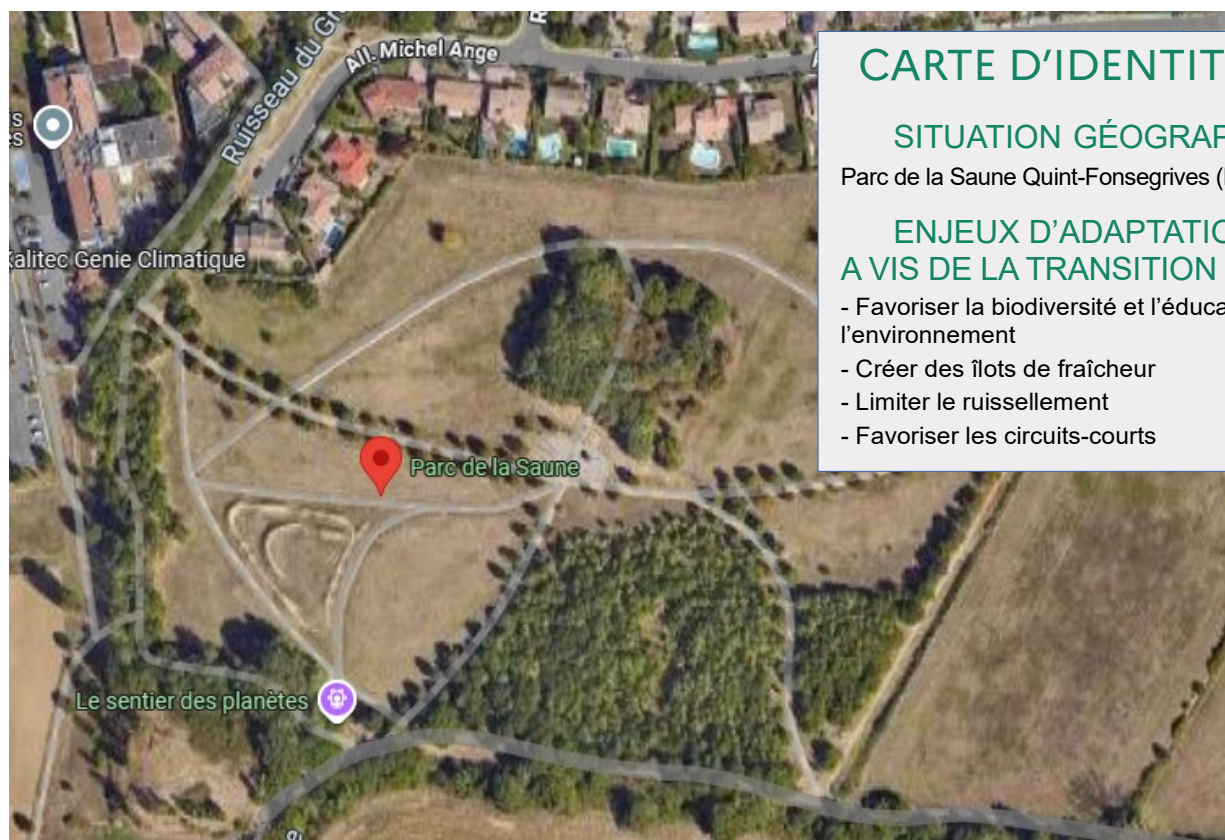 Ruisseau du Gr
All. Michel Ange
Kalitec Genie Climatique
Parc de la Saune
Le sentier des planètes
CARTE D'IDENTIT
SITUATION GÉOGRAF
Parc de la Saune Quint-Fonsegrives (
ENJEUX D'ADAPTATIO
A VIS DE LA TRANSITION
- Favoriser la biodiversité et l'éduca
l'environnement
- Créer des îlots de fraîcheur
- Limiter le ruissellement
- Favoriser les circuits-courts